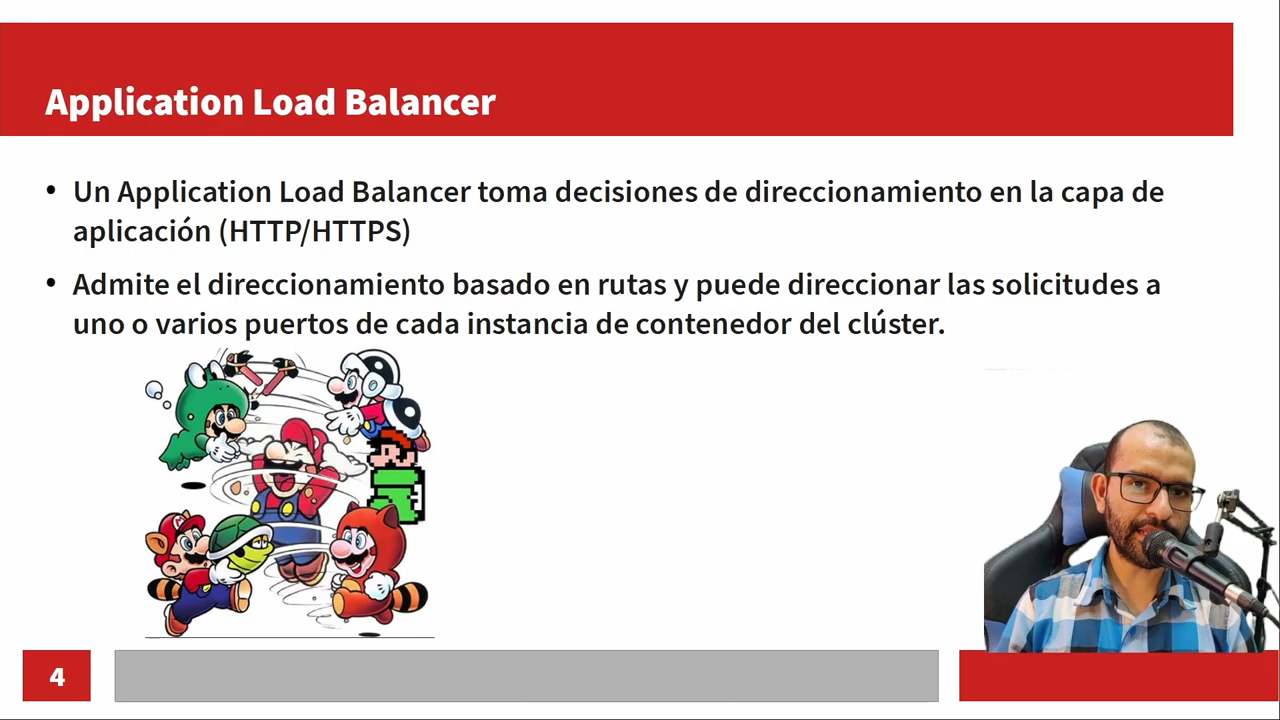 Application Load Balancer
• Un Application Load Balancer toma decisiones de direccionamiento en la capa de
aplicación (HTTP/HTTPS)
• Admite el direccionamiento basado en rutas y puede direccionar las solicitudes a
uno o varios puertos de cada instancia de contenedor del clúster.
4